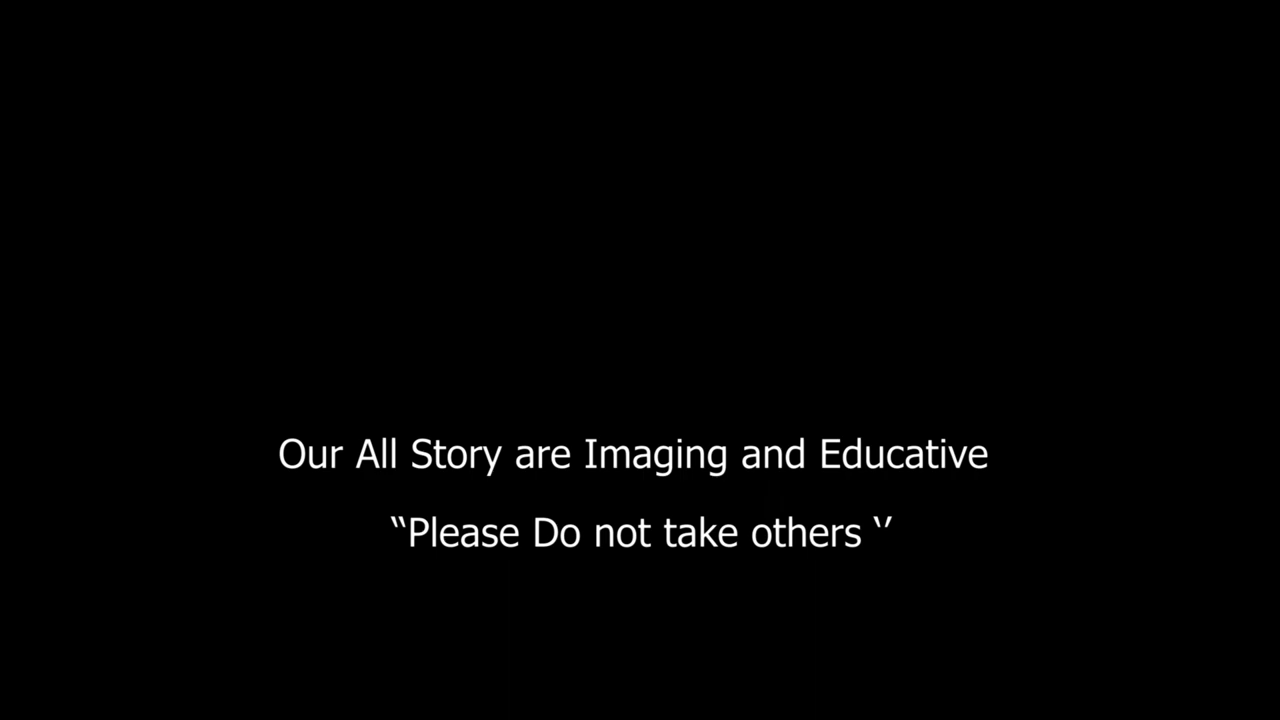 Our All Story are Imaging and Educative
“Please Do not take others ‘’